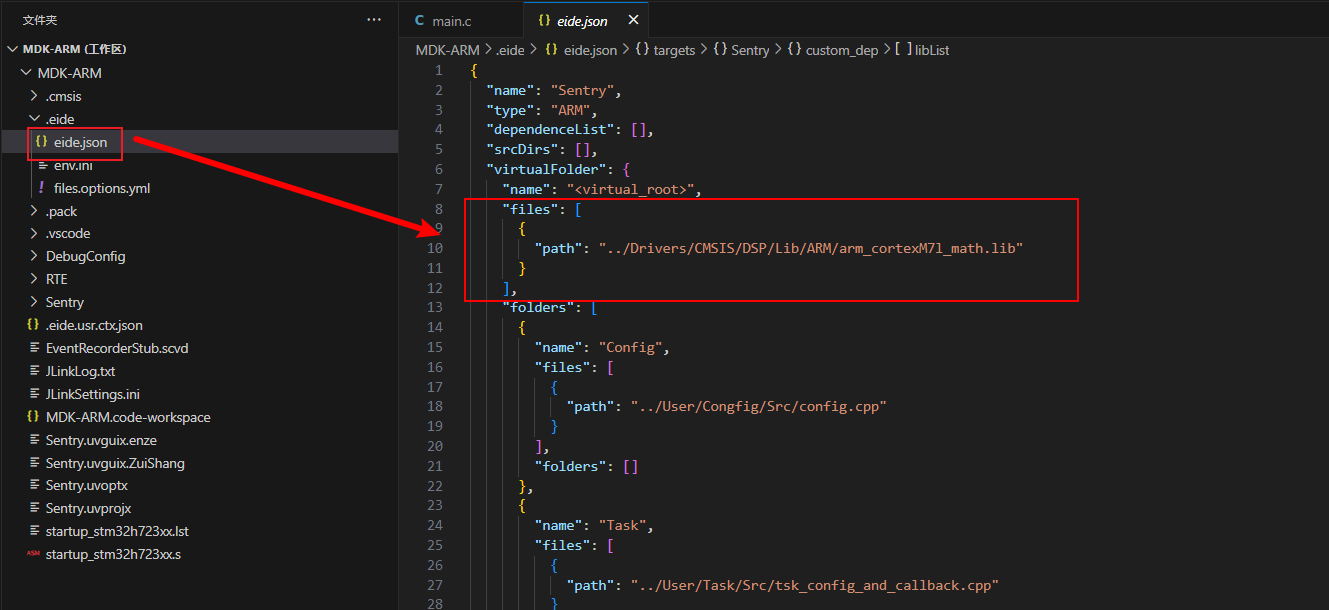 文件夹
···
MDK-ARM (工作区)
MDK-ARM
.cmsis
.eide
{} eide.json
env.ini
! files.options.yml
.pack
.vscode
DebugConfig
RTE
Sentry
{} .eide.usr.ctx.json
EventRecorderStub.scvd
JLinkLog.txt
JLinkSettings.ini
{} MDK-ARM.code-workspace
Sentry.uvguix.enze
Sentry.uvguix.ZuiShang
Sentry.uvoptx
Sentry.uvprojx
startup_stm32h723xx.lst
ASM startup_stm32h723xx.s
C main.c
{} eide.json ×
MDK-ARM > .eide > {} eide.json > {} targets > {} Sentry > {} custom_dep > [ ] libList
1 {
2 "name": "Sentry",
3 "type": "ARM",
4 "dependenceList": [],
5 "srcDirs": [],
6 "virtualFolder": {
7 "name": "<virtual_root>",
8 "files": [
9 {
10 "path": "../Drivers/CMSIS/DSP/Lib/ARM/arm_cortexM7l_math.lib"
11 }
12 ],
13 "folders": [
14 {
15 "name": "Config",
16 "files": [
17 {
18 "path": "../User/Congfig/Src/config.cpp"
19 }
20 ],
21 "folders": []
22 },
23 {
24 "name": "Task",
25 "files": [
26 {
27 "path": "../User/Task/Src/tsk_config_and_callback.cpp"
28 }